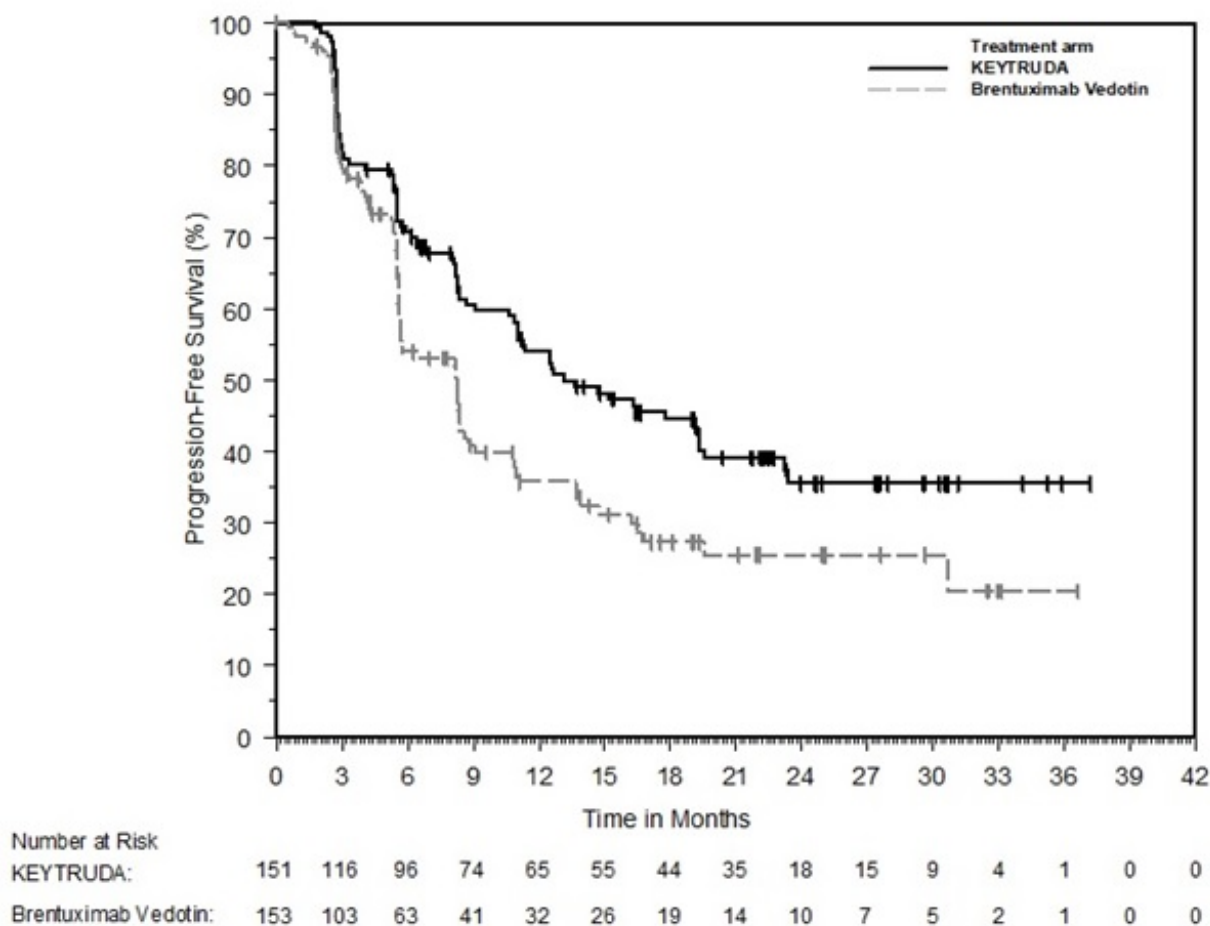 Treatment arm
KEYTRUDA
Brentuximab Vedotin
Progression-Free Survival (%)
100
90
80
70
60
50
40
30
20
10
0
0 3 6 9 12 15 18 21 24 27 30 33 36 39 42
Time in Months
Number at Risk
KEYTRUDA: 151 116 96 74 65 55 44 35 18 15 9 4 1 0 0
Brentuximab Vedotin: 153 103 63 41 32 26 19 14 10 7 5 2 1 0 0